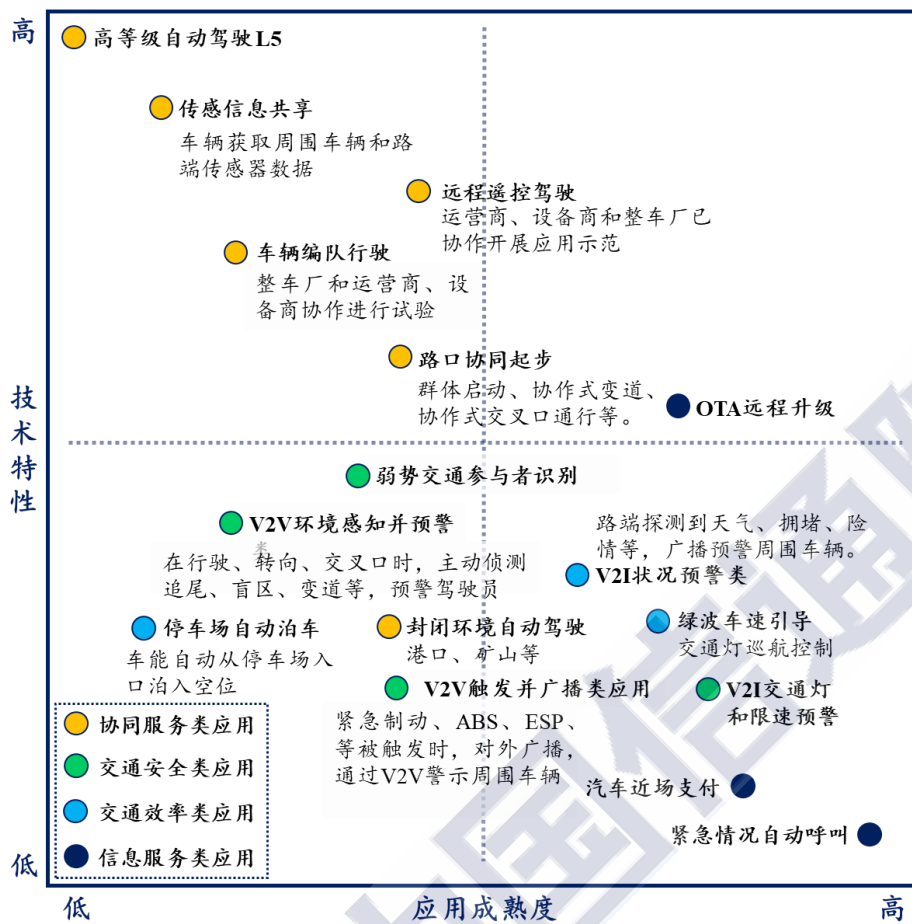 高
高等级自动驾驶L5
传感信息共享
车辆获取周围车辆和路
端传感器数据
远程遥控驾驶
运营商、设备商和整车厂已
协作开展应用示范
车辆编队行驶
整车厂和运营商、设
备商协作进行试验
路口协同起步
群体启动、协作式变道、
协作式交叉口通行等。
OTA远程升级
技术特性
弱势交通参与者识别
V2V环境感知并预警
在行驶、转向、交叉口时，主动侦测
追尾、盲区、变道等，预警驾驶员
路端探测到天气、拥堵、险
情等，广播预警周围车辆。
V2I状况预警类
停车场自动泊车
车能自动从停车场入
口泊入空位
封闭环境自动驾驶
港口、矿山等
绿波车速引导
交通灯巡航控制
V2V触发并广播类应用
紧急制动、ABS、ESP、
等被触发时，对外广播，
通过V2V警示周围车辆
V2I交通灯
和限速预警
汽车近场支付
紧急情况自动呼叫
协同服务类应用
交通安全类应用
交通效率类应用
信息服务类应用
低
低
应用成熟度
高